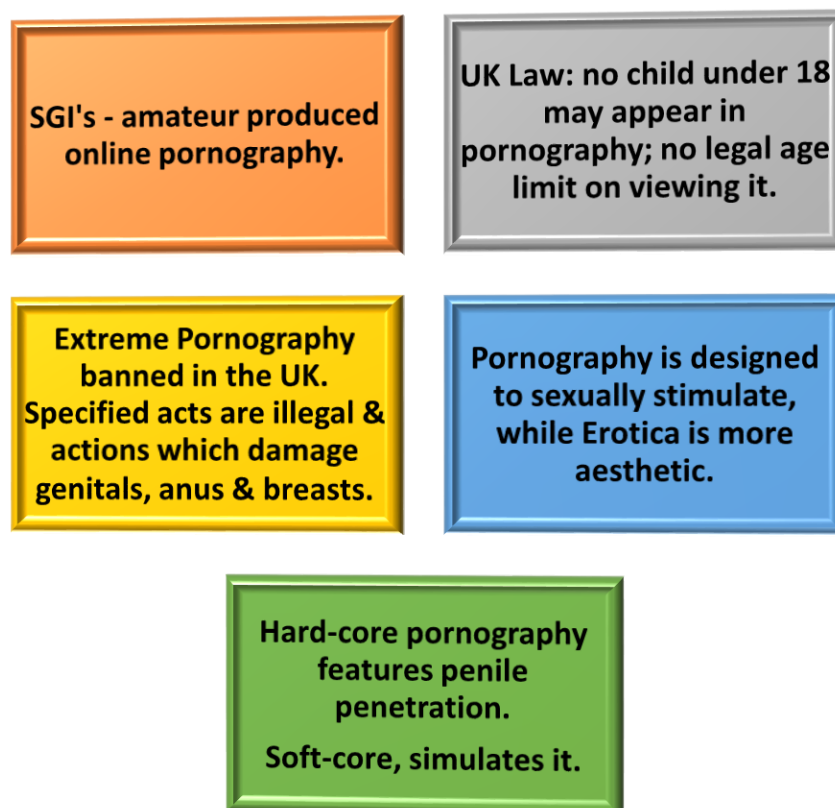 SGI's - amateur produced
online pornography.
UK Law: no child under 18
may appear in
pornography; no legal age
limit on viewing it.
Extreme Pornography
banned in the UK.
Specified acts are illegal &
actions which damage
genitals, anus & breasts.
Pornography is designed
to sexually stimulate,
while Erotica is more
aesthetic.
Hard-core pornography
features penile
penetration.
Soft-core, simulates it.